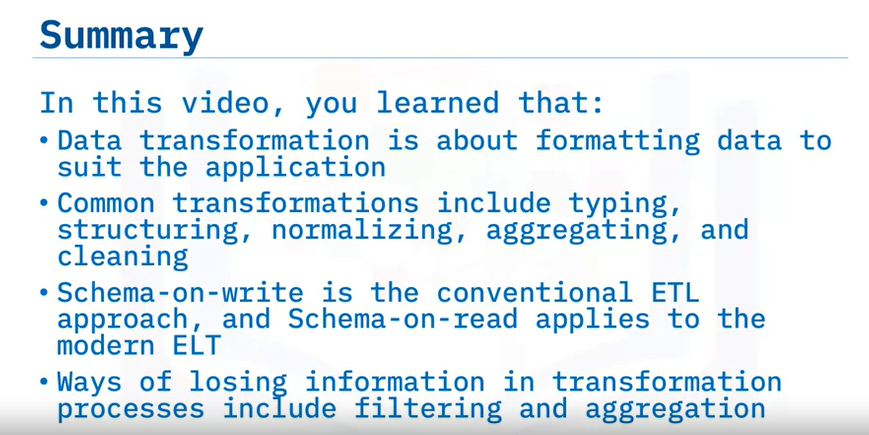 Summary
In this video, you learned that:
• Data transformation is about formatting data to
suit the application
• Common transformations include typing,
structuring, normalizing, aggregating, and
cleaning
• Schema-on-write is the conventional ETL
approach, and Schema-on-read applies to the
modern ELT
• Ways of losing information in transformation
processes include filtering and aggregation